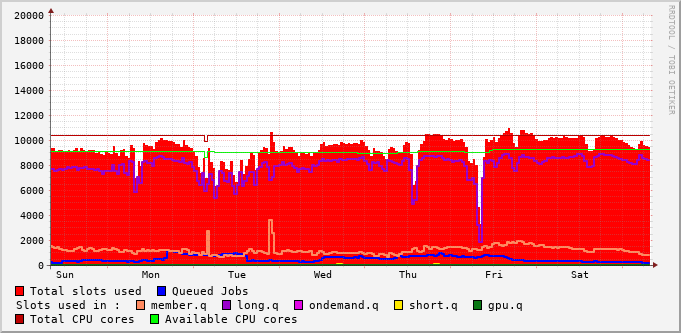 20000
18000
16000
14000
12000
10000
8000
6000
4000
2000
0
Sun Mon Tue Wed Thu Fri Sat
RRDTOOL / TOBI OETIKER
Total slots used Queued Jobs
Slots used in : member.q long.q ondemand.q short.q gpu.q
Total CPU cores Available CPU cores